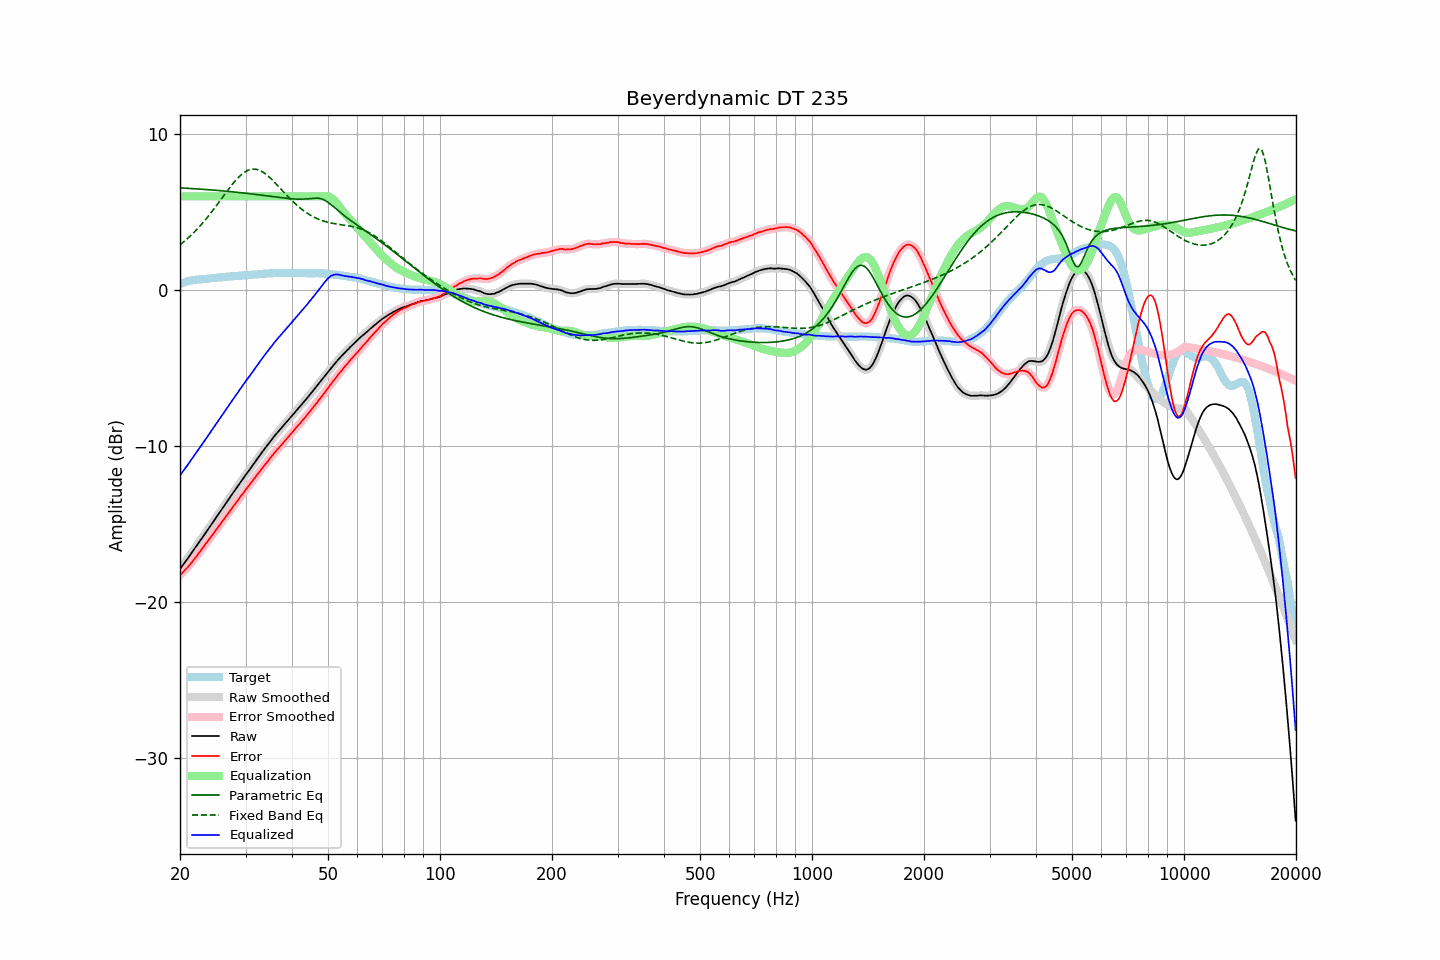 Beyerdynamic DT 235
Amplitude (dBr)
10
0
−10
−20
−30
Target
Raw Smoothed
Error Smoothed
Raw
Error
Equalization
Parametric Eq
Fixed Band Eq
Equalized
20 50 100 200 500 1000 2000 5000 10000 20000
Frequency (Hz)